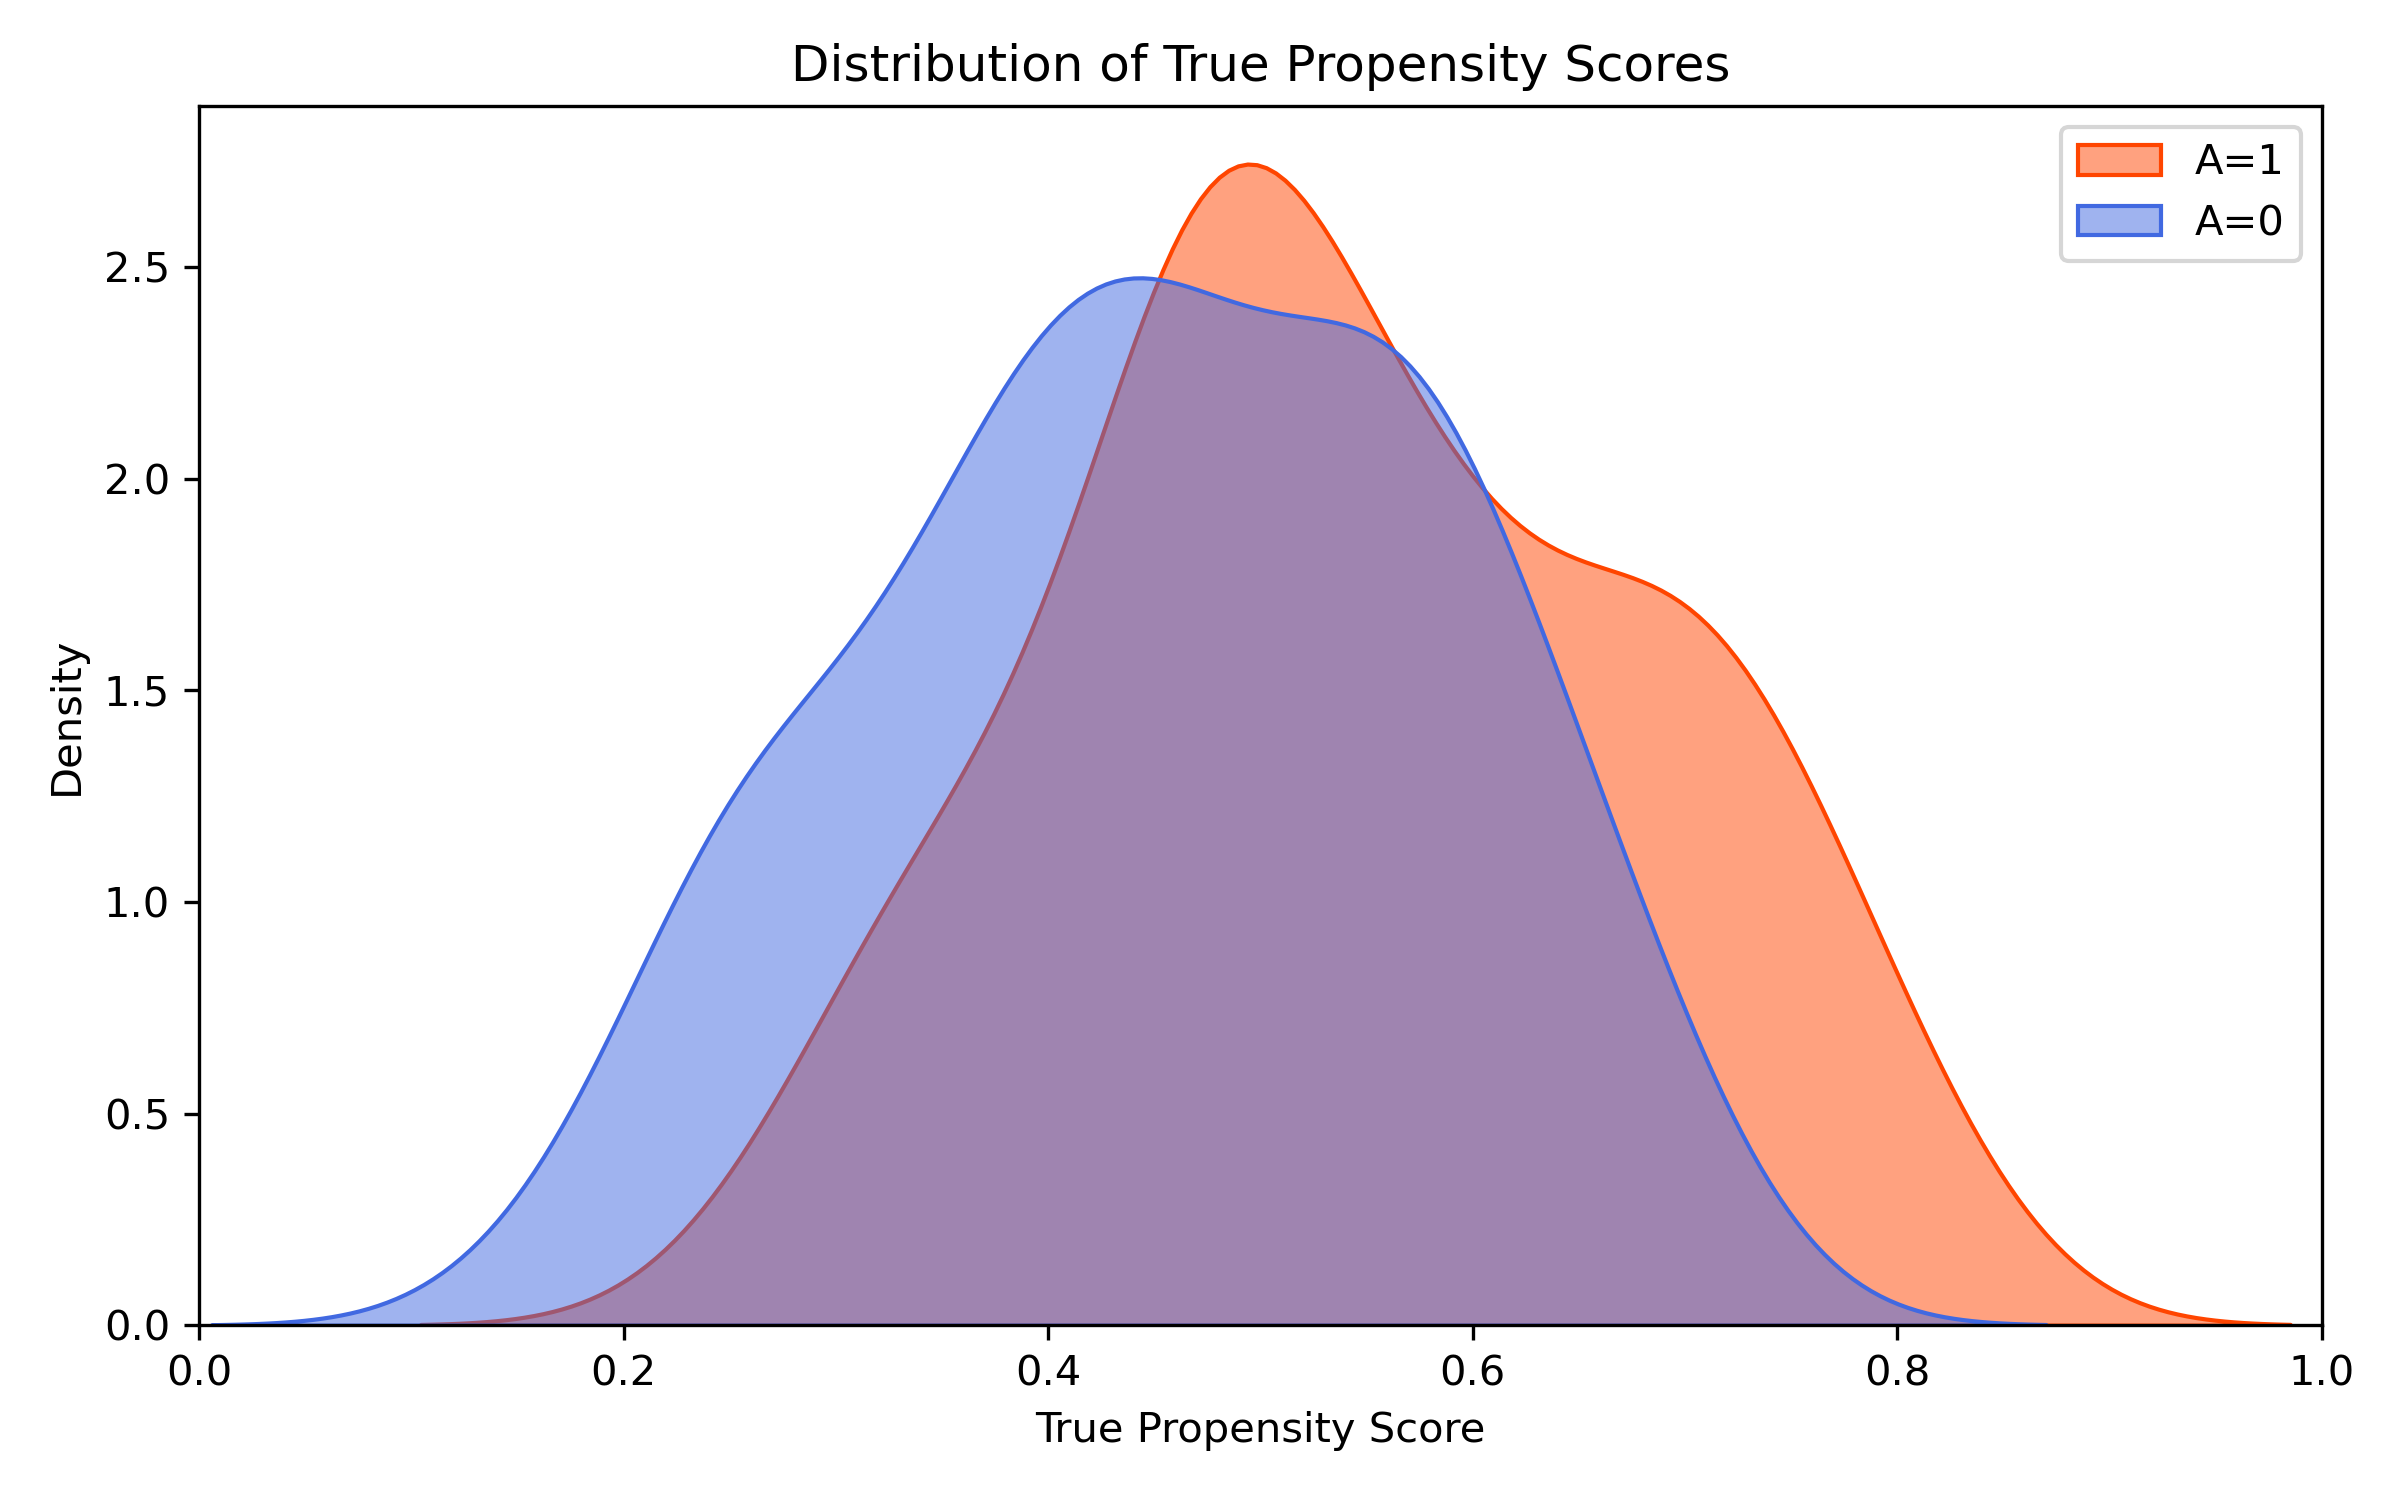 Distribution of True Propensity Scores
A=1
A=0
Density
2.5
2.0
1.5
1.0
0.5
0.0
0.0 0.2 0.4 0.6 0.8 1.0
True Propensity Score